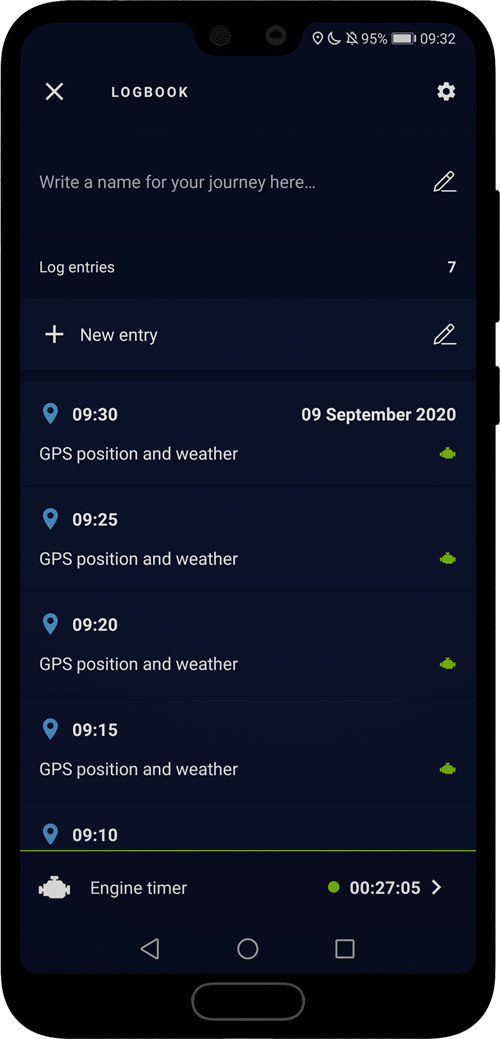 95% 09:32
LOGBOOK
Write a name for your journey here...
Log entries 7
New entry
09:30 09 September 2020
GPS position and weather
09:25
GPS position and weather
09:20
GPS position and weather
09:15
GPS position and weather
09:10
Engine timer 00:27:05